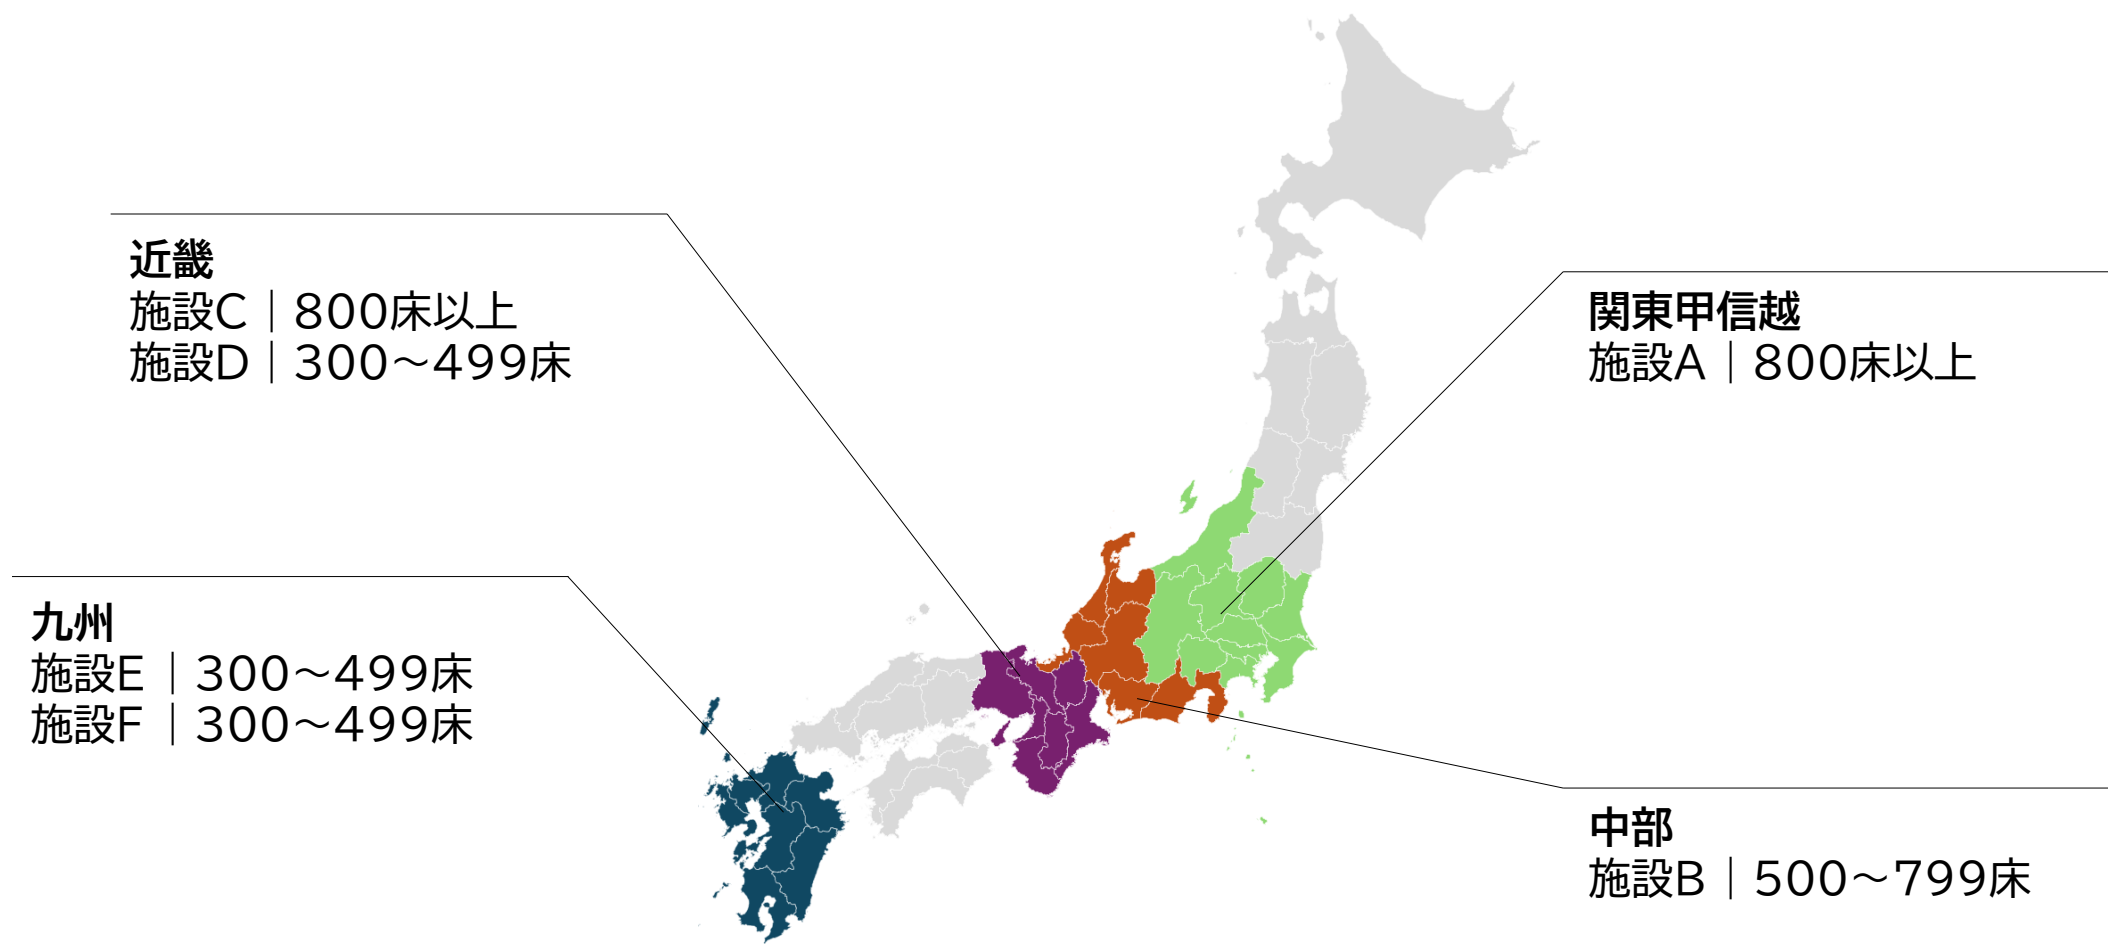 近畿
施設C｜800床以上
施設D｜300～499床
関東甲信越
施設A｜800床以上
九州
施設E｜300～499床
施設F｜300～499床
中部
施設B｜500～799床